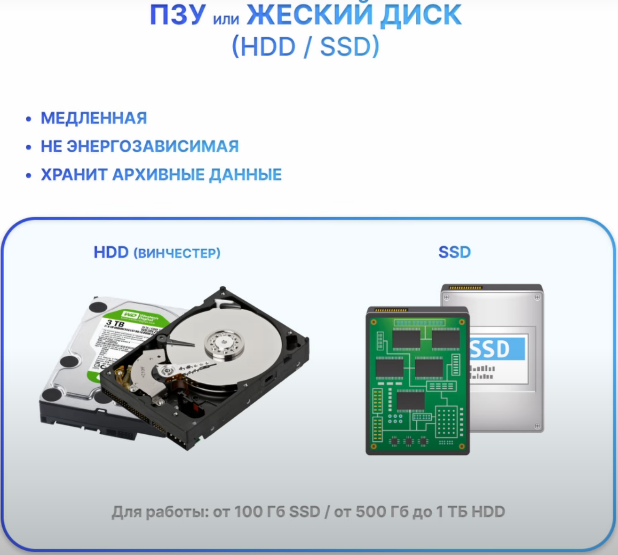 ПЗУ или ЖЕСКИЙ ДИСК
(HDD / SSD)
• МЕДЛЕННАЯ
• НЕ ЭНЕРГОЗАВИСИМАЯ
• ХРАНИТ АРХИВНЫЕ ДАННЫЕ
HDD (ВИНЧЕСТЕР)
SSD
WD
3 TB
SSD
Для работы: от 100 Гб SSD / от 500 Гб до 1 ТБ HDD